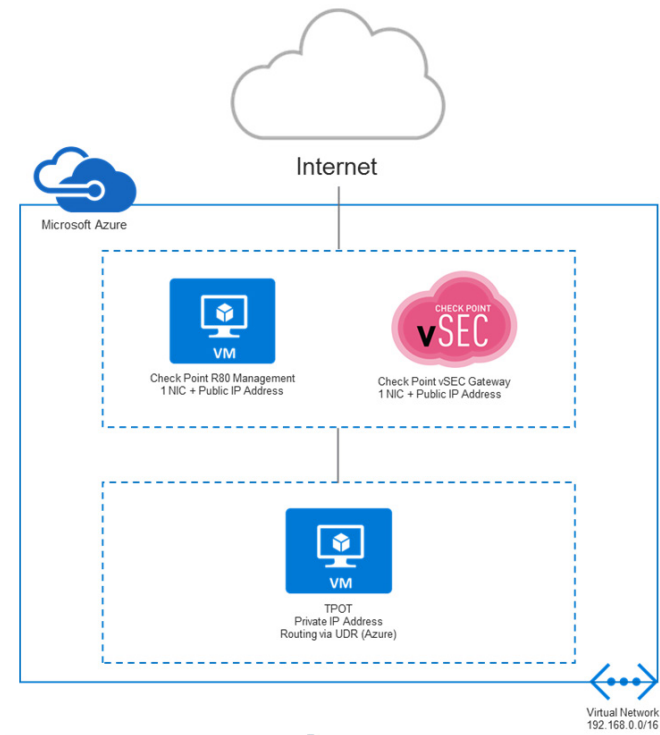 Internet
Microsoft Azure
VM
CHECK POINT
vSEC
Check Point R80 Management
1 NIC + Public IP Address
Check Point vSEC Gateway
1 NIC + Public IP Address
VM
TPOT
Private IP Address
Routing via UDR (Azure)
Virtual Network
192.168.0.0/16